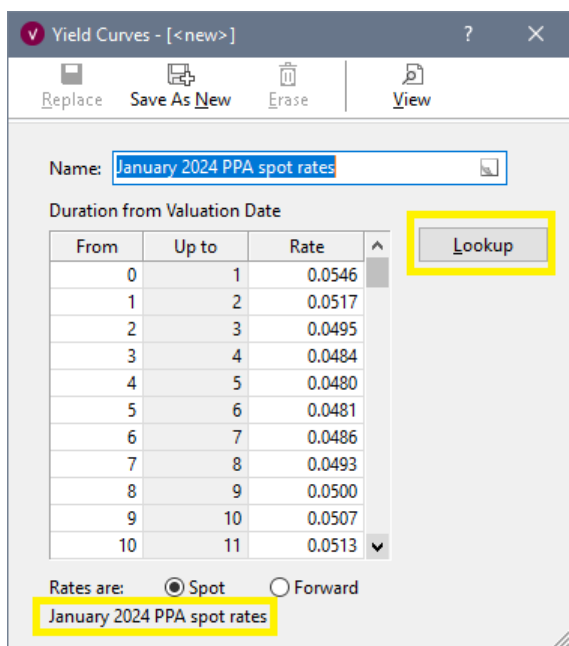 Yield Curves - [<new>] ?
Replace Save As New Erase View
Name: January 2024 PPA spot rates
Duration from Valuation Date
From Up to Rate
Lookup
0 1 0.0546
1 2 0.0517
2 3 0.0495
3 4 0.0484
4 5 0.0480
5 6 0.0481
6 7 0.0486
7 8 0.0493
8 9 0.0500
9 10 0.0507
10 11 0.0513
Rates are: Spot Forward
January 2024 PPA spot rates